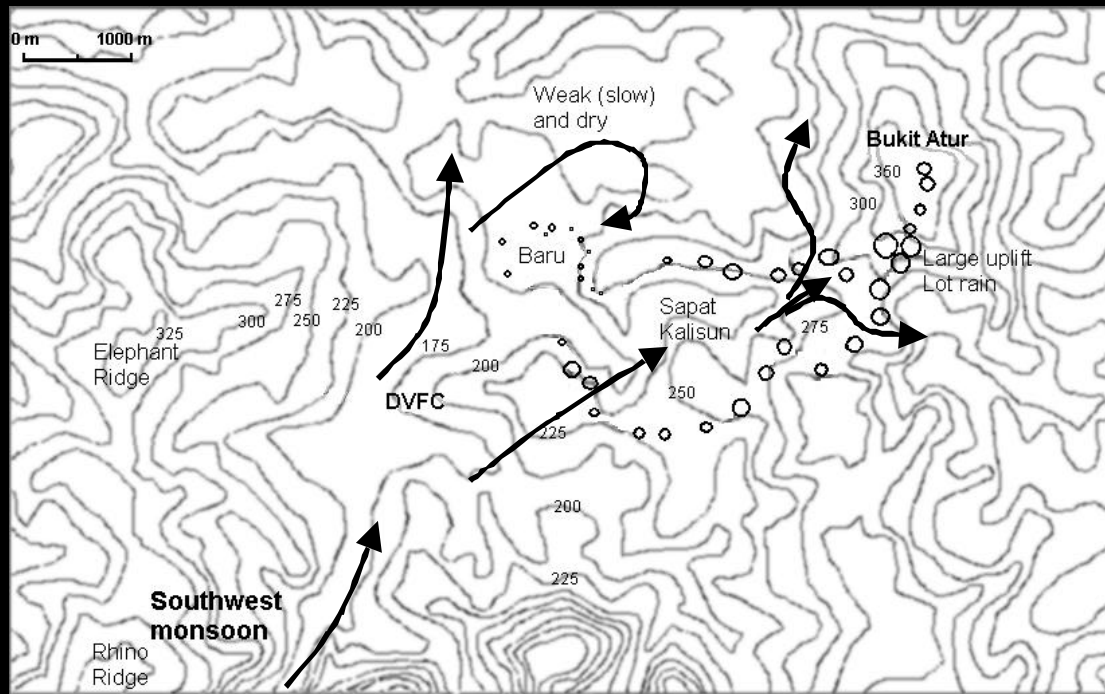 0 m 1000 m
Weak (slow)
and dry
Bukit Atur
350
300
Baru
Large uplift
Lot rain
Sapat
Kalisun
275
225
275
300
250
200
325
175
Elephant
Ridge
200
DVFC
250
225
200
225
Southwest
monsoon
Rhino
Ridge